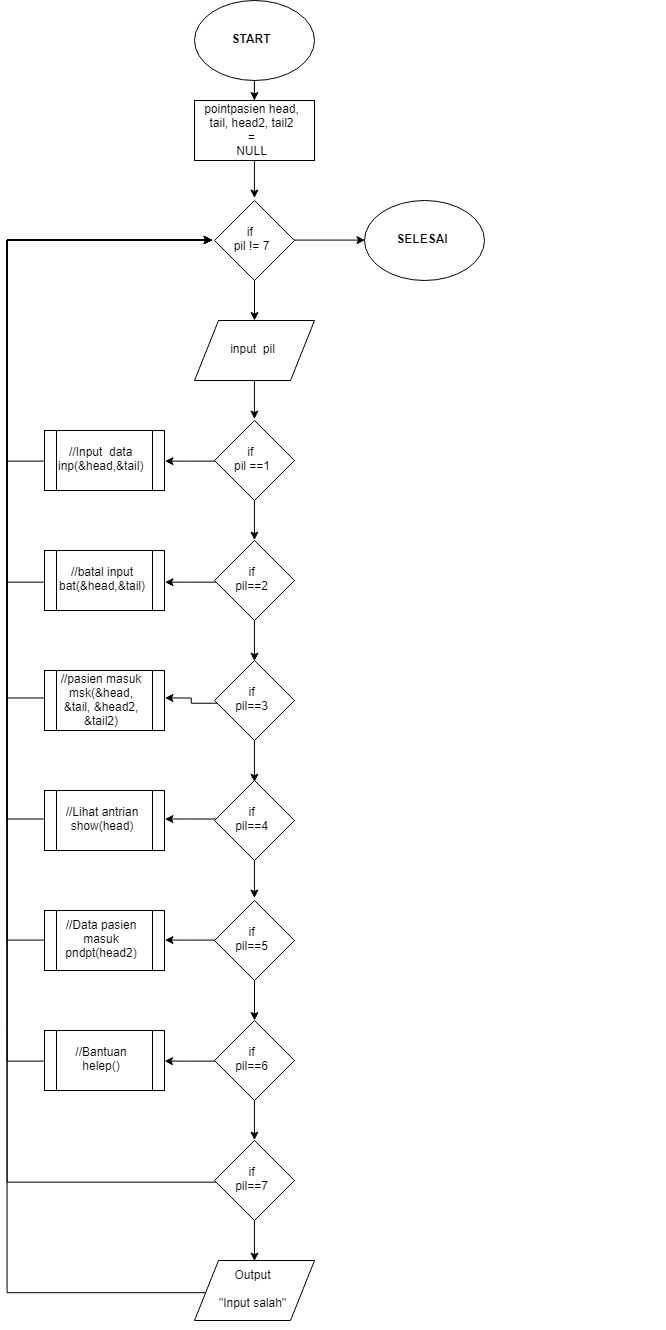 START
pointpasien head,
tail, head2, tail2
=
NULL
if
pil != 7
SELESAI
input pil
if
pil ==1
//Input data
inp(&head,&tail)
if
pil==2
//batal input
bat(&head,&tail)
if
pil==3
//pasien masuk
msk(&head,
&tail, &head2,
&tail2)
if
pil==4
//Lihat antrian
show(head)
if
pil==5
//Data pasien
masuk
pndpt(head2)
if
pil==6
//Bantuan
helep()
if
pil==7
Output
"Input salah"